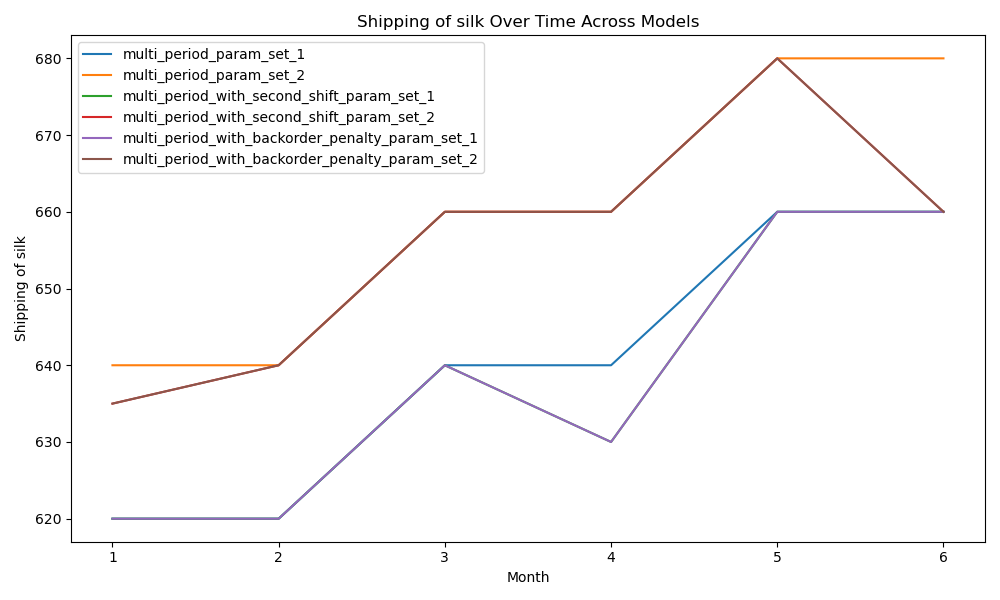 Shipping of silk Over Time Across Models
multi_period_param_set_1
multi_period_param_set_2
multi_period_with_second_shift_param_set_1
multi_period_with_second_shift_param_set_2
multi_period_with_backorder_penalty_param_set_1
multi_period_with_backorder_penalty_param_set_2
Shipping of silk
680
670
660
650
640
630
620
1 2 3 4 5 6
Month